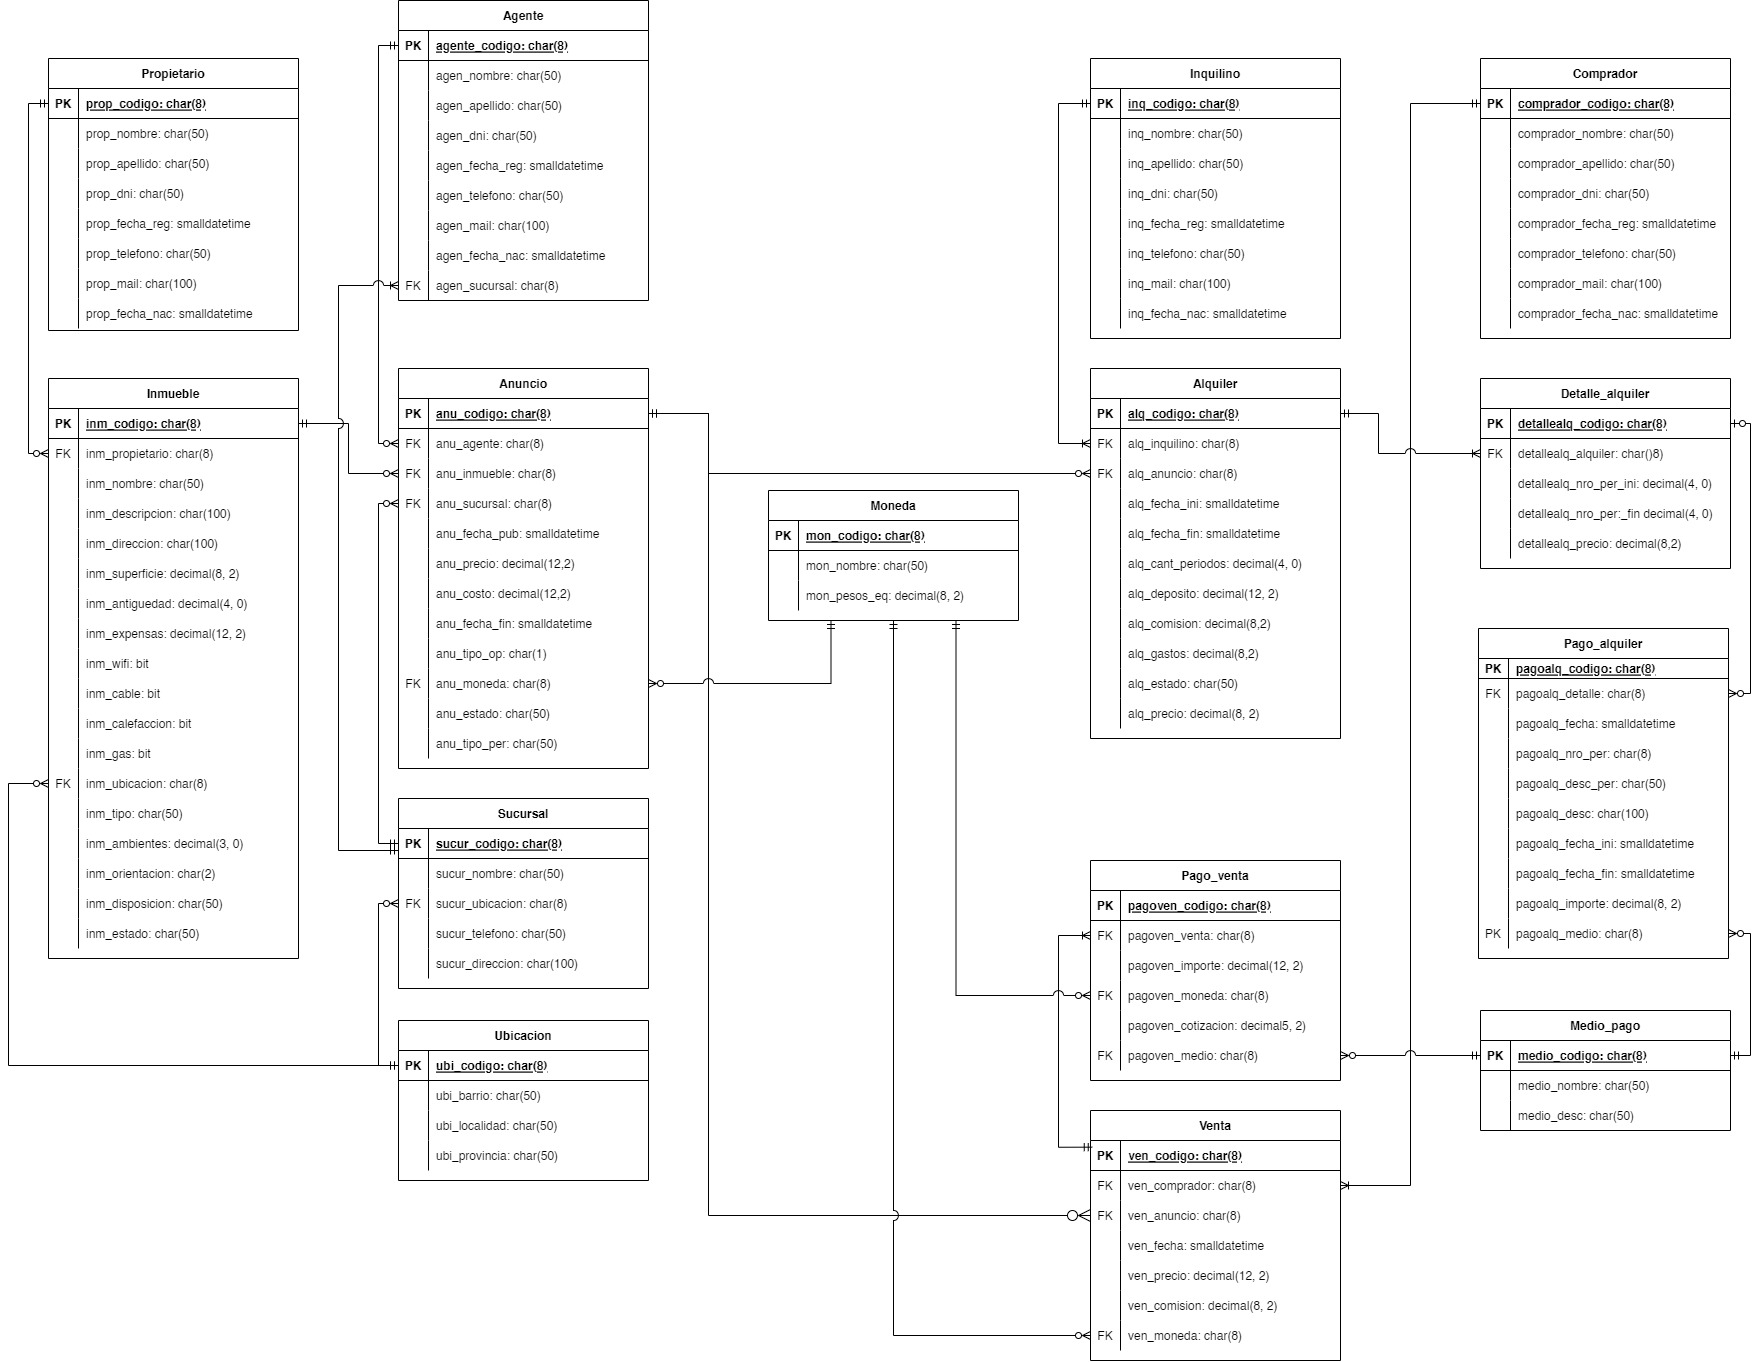 Agente
PK agente_codigo: char(8)
agen_nombre: char(50)
agen_apellido: char(50)
agen_dni: char(50)
agen_fecha_reg: smalldatetime
agen_telefono: char(50)
agen_mail: char(100)
agen_fecha_nac: smalldatetime
FK agen_sucursal: char(8)
Propietario
PK prop_codigo: char(8)
prop_nombre: char(50)
prop_apellido: char(50)
prop_dni: char(50)
prop_fecha_reg: smalldatetime
prop_telefono: char(50)
prop_mail: char(100)
prop_fecha_nac: smalldatetime
Inquilino
PK inq_codigo: char(8)
inq_nombre: char(50)
inq_apellido: char(50)
inq_dni: char(50)
inq_fecha_reg: smalldatetime
inq_telefono: char(50)
inq_mail: char(100)
inq_fecha_nac: smalldatetime
Comprador
PK comprador_codigo: char(8)
comprador_nombre: char(50)
comprador_apellido: char(50)
comprador_dni: char(50)
comprador_fecha_reg: smalldatetime
comprador_telefono: char(50)
comprador_mail: char(100)
comprador_fecha_nac: smalldatetime
Inmueble
PK inm_codigo: char(8)
FK inm_propietario: char(8)
inm_nombre: char(50)
inm_descripcion: char(100)
inm_direccion: char(100)
inm_superficie: decimal(8, 2)
inm_antiguedad: decimal(4, 0)
inm_expensas: decimal(12, 2)
inm_wifi: bit
inm_cable: bit
inm_calefaccion: bit
inm_gas: bit
FK inm_ubicacion: char(8)
inm_tipo: char(50)
inm_ambientes: decimal(3, 0)
inm_orientacion: char(2)
inm_disposicion: char(50)
inm_estado: char(50)
Anuncio
PK anu_codigo: char(8)
FK anu_agente: char(8)
FK anu_inmueble: char(8)
FK anu_sucursal: char(8)
anu_fecha_pub: smalldatetime
anu_precio: decimal(12,2)
anu_costo: decimal(12,2)
anu_fecha_fin: smalldatetime
anu_tipo_op: char(1)
FK anu_moneda: char(8)
anu_estado: char(50)
anu_tipo_per: char(50)
Moneda
PK mon_codigo: char(8)
mon_nombre: char(50)
mon_pesos_eq: decimal(8, 2)
Alquiler
PK alq_codigo: char(8)
FK alq_inquilino: char(8)
FK alq_anuncio: char(8)
alq_fecha_ini: smalldatetime
alq_fecha_fin: smalldatetime
alq_cant_periodos: decimal(4, 0)
alq_deposito: decimal(12, 2)
alq_comision: decimal(8,2)
alq_gastos: decimal(8,2)
alq_estado: char(50)
alq_precio: decimal(8, 2)
Detalle_alquiler
PK detallealq_codigo: char(8)
FK detallealq_alquiler: char()8)
detallealq_nro_per_ini: decimal(4, 0)
detallealq_nro_per:_fin decimal(4, 0)
detallealq_precio: decimal(8,2)
Pago_alquiler
PK pagoalq_codigo: char(8)
FK pagoalq_detalle: char(8)
pagoalq_fecha: smalldatetime
pagoalq_nro_per: char(8)
pagoalq_desc_per: char(50)
pagoalq_desc: char(100)
pagoalq_fecha_ini: smalldatetime
pagoalq_fecha_fin: smalldatetime
pagoalq_importe: decimal(8, 2)
PK pagoalq_medio: char(8)
Sucursal
PK sucur_codigo: char(8)
sucur_nombre: char(50)
FK sucur_ubicacion: char(8)
sucur_telefono: char(50)
sucur_direccion: char(100)
Pago_venta
PK pagoven_codigo: char(8)
FK pagoven_venta: char(8)
pagoven_importe: decimal(12, 2)
FK pagoven_moneda: char(8)
pagoven_cotizacion: decimal5, 2)
FK pagoven_medio: char(8)
Medio_pago
PK medio_codigo: char(8)
medio_nombre: char(50)
medio_desc: char(50)
Ubicacion
PK ubi_codigo: char(8)
ubi_barrio: char(50)
ubi_localidad: char(50)
ubi_provincia: char(50)
Venta
PK ven_codigo: char(8)
FK ven_comprador: char(8)
FK ven_anuncio: char(8)
ven_fecha: smalldatetime
ven_precio: decimal(12, 2)
ven_comision: decimal(8, 2)
FK ven_moneda: char(8)